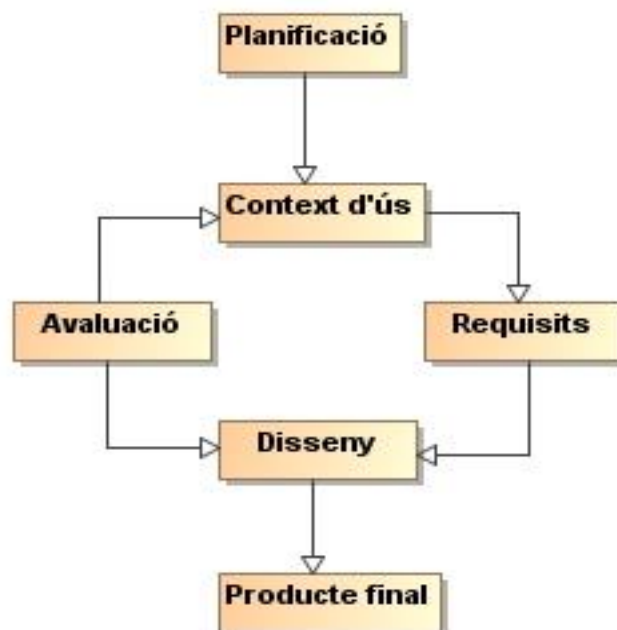 Planificació
Context d'ús
Avaluació
Requisits
Disseny
Producte final